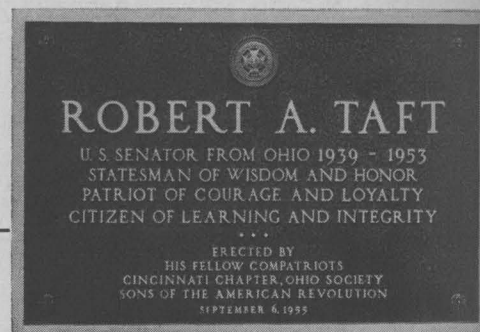 ROBERT A. TAFT
U. S. SENATOR FROM OHIO 1939 - 1953
STATESMAN OF WISDOM AND HONOR
PATRIOT OF COURAGE AND LOYALTY
CITIZEN OF LEARNING AND INTEGRITY
• • •
ERECTED BY
HIS FELLOW COMPATRIOTS
CINCINNATI CHAPTER, OHIO SOCIETY
SONS OF THE AMERICAN REVOLUTION
SEPTEMBER 6, 1955